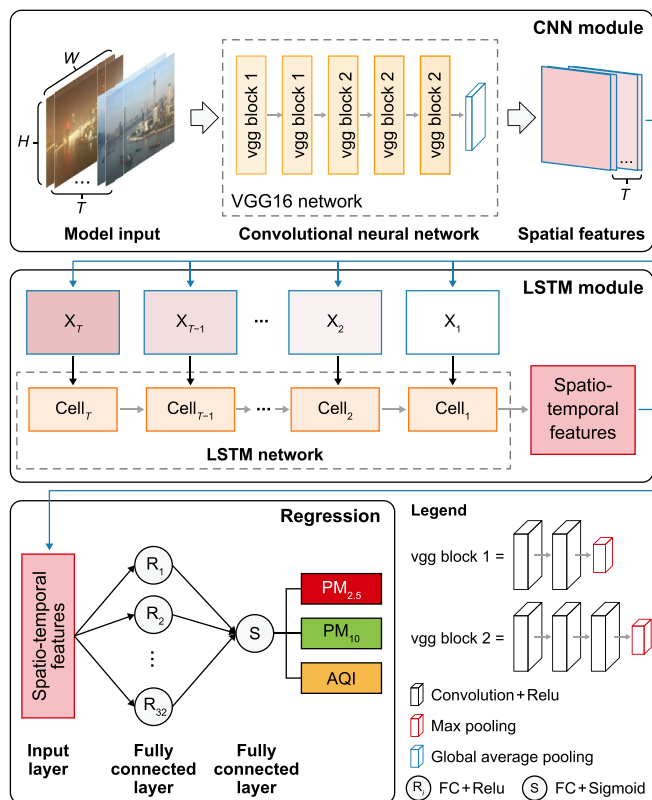 CNN module
W
H
...
T
vgg block 1
vgg block 1
vgg block 2
vgg block 2
vgg block 2
VGG16 network
...
T
Model input
Convolutional neural network
Spatial features
LSTM module
X_T
X_{T−1}
...
X_2
X_1
Cell_T
Cell_{T−1}
...
Cell_2
Cell_1
LSTM network
Spatio-
temporal
features
Regression
Spatio-temporal
features
R_1
R_2
...
R_32
S
PM_2.5
PM_10
AQI
Input
layer
Fully
connected
layer
Fully
connected
layer
Legend
vgg block 1 =
vgg block 2 =
Convolution+Relu
Max pooling
Global average pooling
R_i FC+Relu
S FC+Sigmoid